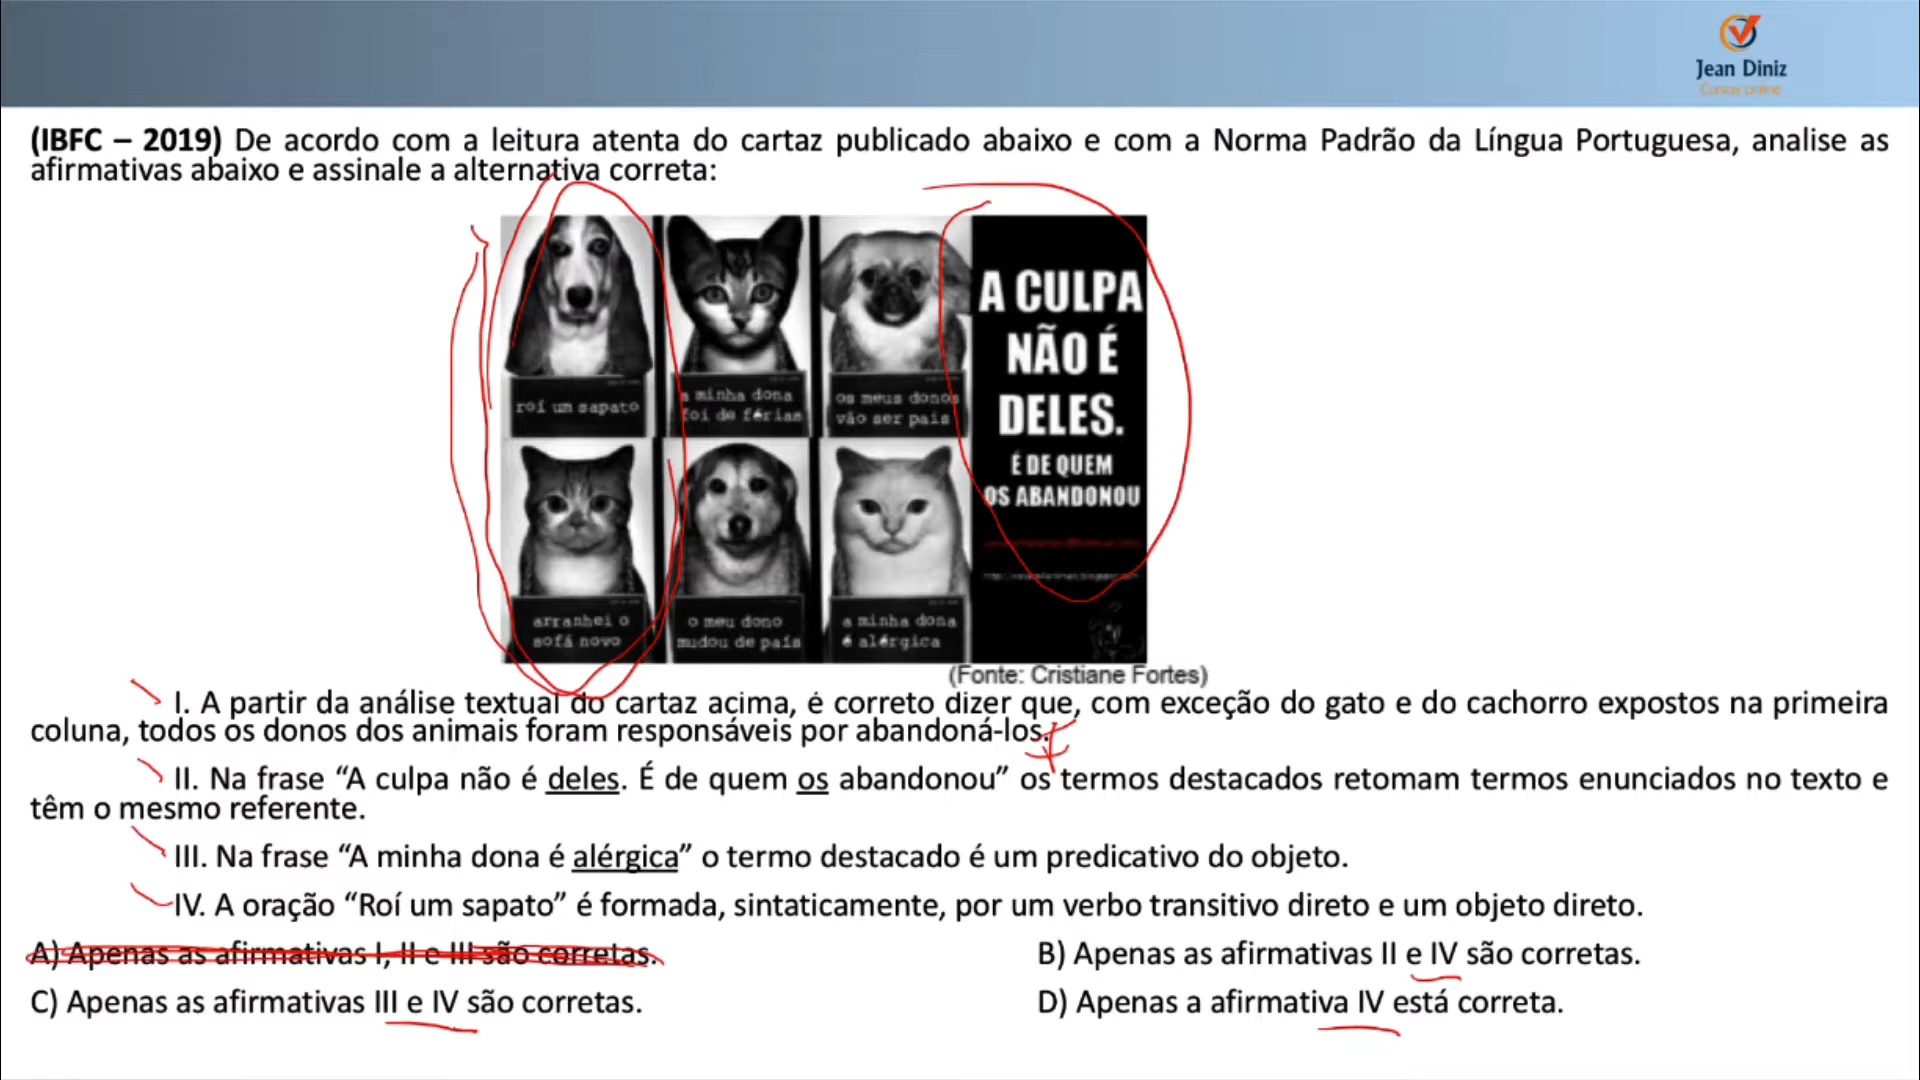 Jean Diniz
Cursos online
(IBFC – 2019) De acordo com a leitura atenta do cartaz publicado abaixo e com a Norma Padrão da Língua Portuguesa, analise as
afirmativas abaixo e assinale a alternativa correta:
roí um sapato
a minha dona
foi de férias
os meus donos
vão ser pais
A CULPA
NÃO É
DELES.
É DE QUEM
OS ABANDONOU
arranhei o
sofá novo
o meu dono
mudou de país
a minha dona
é alérgica
(Fonte: Cristiane Fortes)
I. A partir da análise textual do cartaz acima, é correto dizer que, com exceção do gato e do cachorro expostos na primeira
coluna, todos os donos dos animais foram responsáveis por abandoná-los.
II. Na frase “A culpa não é deles. É de quem os abandonou” os termos destacados retomam termos enunciados no texto e
têm o mesmo referente.
III. Na frase “A minha dona é alérgica” o termo destacado é um predicativo do objeto.
IV. A oração “Roí um sapato” é formada, sintaticamente, por um verbo transitivo direto e um objeto direto.
A) Apenas as afirmativas I, II e III são corretas.
B) Apenas as afirmativas II e IV são corretas.
C) Apenas as afirmativas III e IV são corretas.
D) Apenas a afirmativa IV está correta.